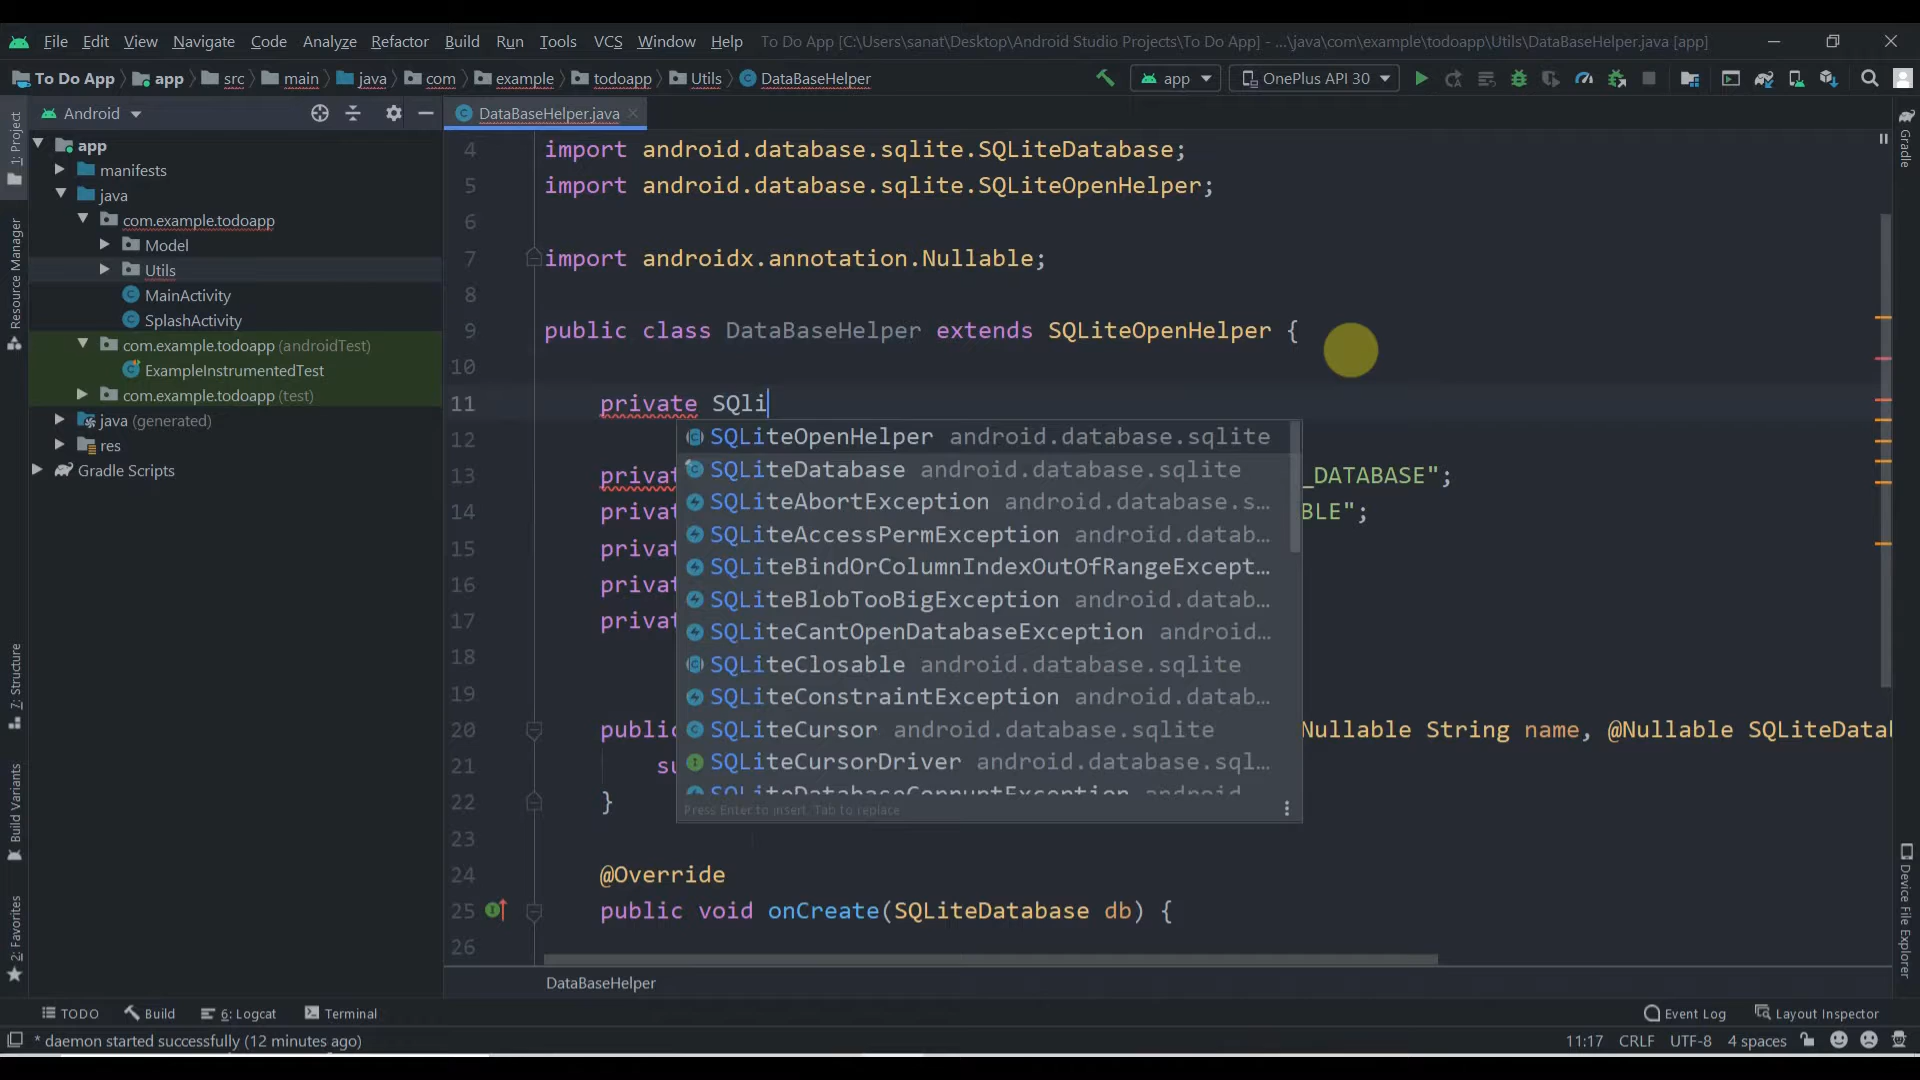 File Edit View Navigate Code Analyze Refactor Build Run Tools VCS Window Help To Do App [C:\Users\sanat\Desktop\Android Studio Projects\To Do App] - ...\java\com\example\todoapp\Utils\DataBaseHelper.java [app]
To Do App app src main java com example todoapp Utils DataBaseHelper app OnePlus API 30
Android
DataBaseHelper.java
1: Project
Resource Manager
7: Structure
Build Variants
2: Favorites
app
manifests
java
com.example.todoapp
Model
Utils
MainActivity
SplashActivity
com.example.todoapp (androidTest)
ExampleInstrumentedTest
com.example.todoapp (test)
java (generated)
res
Gradle Scripts
4 import android.database.sqlite.SQLiteDatabase;
5 import android.database.sqlite.SQLiteOpenHelper;
6
7 import androidx.annotation.Nullable;
8
9 public class DataBaseHelper extends SQLiteOpenHelper {
10
11 private SQli
12
13 privat _DATABASE";
14 privat BLE";
15 privat
16 privat
17 privat
18
19
20 public Nullable String name, @Nullable SQLiteDatal
21 su
22 }
23
24 @Override
25 public void onCreate(SQLiteDatabase db) {
26
SQLiteOpenHelper android.database.sqlite
SQLiteDatabase android.database.sqlite
SQLiteAbortException android.database.s...
SQLiteAccessPermException android.datab...
SQLiteBindOrColumnIndexOutOfRangeExcept...
SQLiteBlobTooBigException android.datab...
SQLiteCantOpenDatabaseException android...
SQLiteClosable android.database.sqlite
SQLiteConstraintException android.datab...
SQLiteCursor android.database.sqlite
SQLiteCursorDriver android.database.sql...
SQLiteDatabaseCorruptException android
Press Enter to insert, Tab to replace
DataBaseHelper
Gradle
Device File Explorer
TODO Build 6: Logcat Terminal Event Log Layout Inspector
* daemon started successfully (12 minutes ago) 11:17 CRLF UTF-8 4 spaces